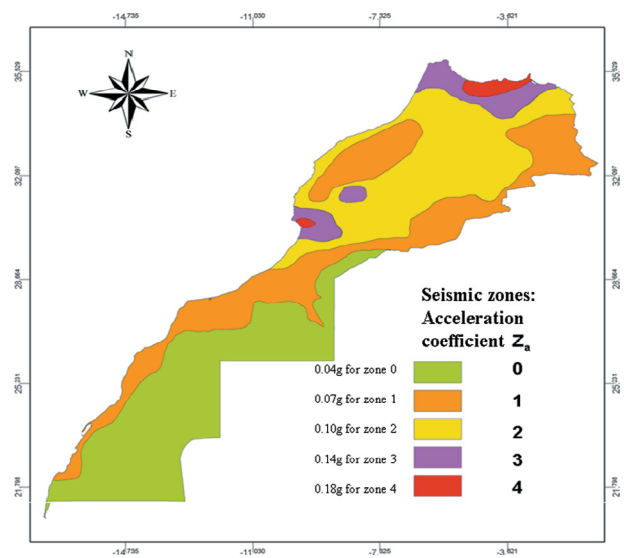 -14,735 -11,030 -7,325 -3,621
35,529
32,097
28,664
25,231
21,798
35,529
32,097
28,664
25,231
21,798
N
W E
S
Seismic zones:
Acceleration
coefficient Za
0.04g for zone 0 0
0.07g for zone 1 1
0.10g for zone 2 2
0.14g for zone 3 3
0.18g for zone 4 4
-14,735 -11,030 -7,325 -3,621